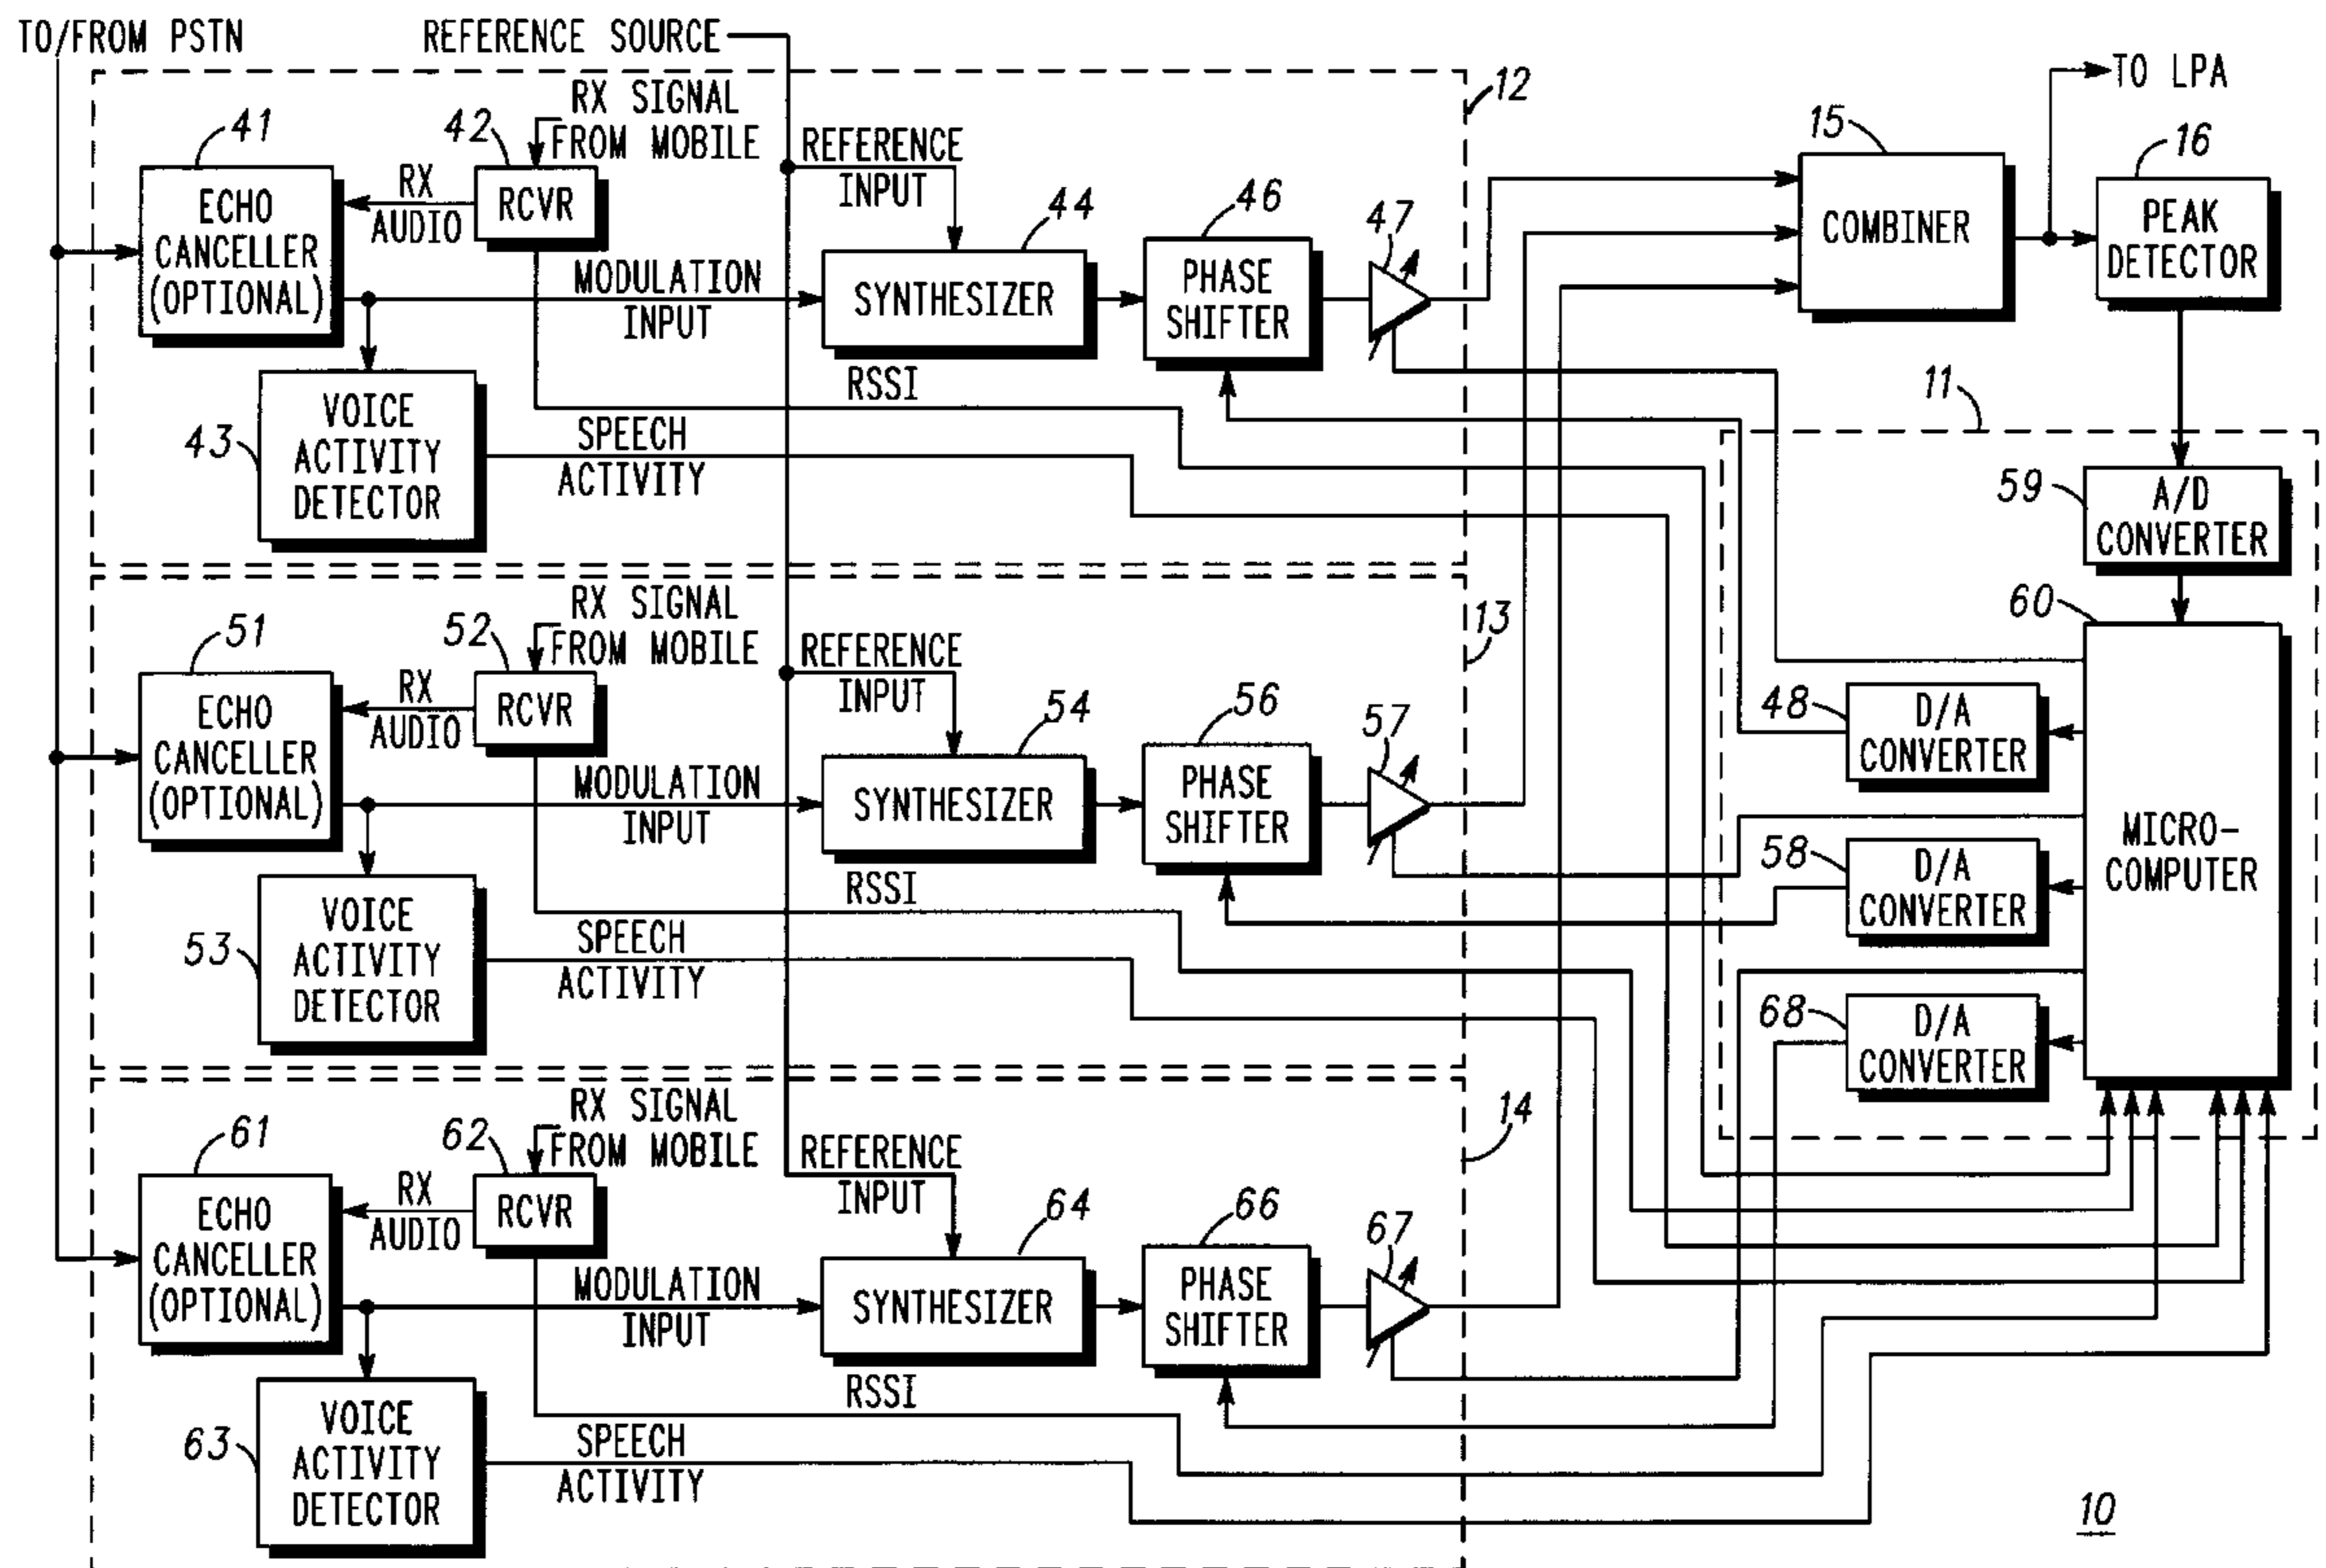 TO/FROM PSTN
REFERENCE SOURCE
TO LPA
12
RX SIGNAL
FROM MOBILE
41
42
REFERENCE
INPUT
15
16
RX
AUDIO
RCVR
44
46
47
ECHO
CANCELLER
(OPTIONAL)
COMBINER
PEAK
DETECTOR
MODULATION
INPUT
SYNTHESIZER
PHASE
SHIFTER
RSSI
11
43
VOICE
ACTIVITY
DETECTOR
SPEECH
ACTIVITY
59
A/D
CONVERTER
RX SIGNAL
FROM MOBILE
13
60
51
52
REFERENCE
INPUT
RX
AUDIO
RCVR
54
56
57
48
D/A
CONVERTER
ECHO
CANCELLER
(OPTIONAL)
MODULATION
INPUT
SYNTHESIZER
PHASE
SHIFTER
MICRO-
COMPUTER
58
D/A
CONVERTER
RSSI
53
VOICE
ACTIVITY
DETECTOR
SPEECH
ACTIVITY
68
D/A
CONVERTER
RX SIGNAL
FROM MOBILE
14
61
62
REFERENCE
INPUT
RX
AUDIO
RCVR
64
66
67
ECHO
CANCELLER
(OPTIONAL)
MODULATION
INPUT
SYNTHESIZER
PHASE
SHIFTER
RSSI
63
VOICE
ACTIVITY
DETECTOR
SPEECH
ACTIVITY
10